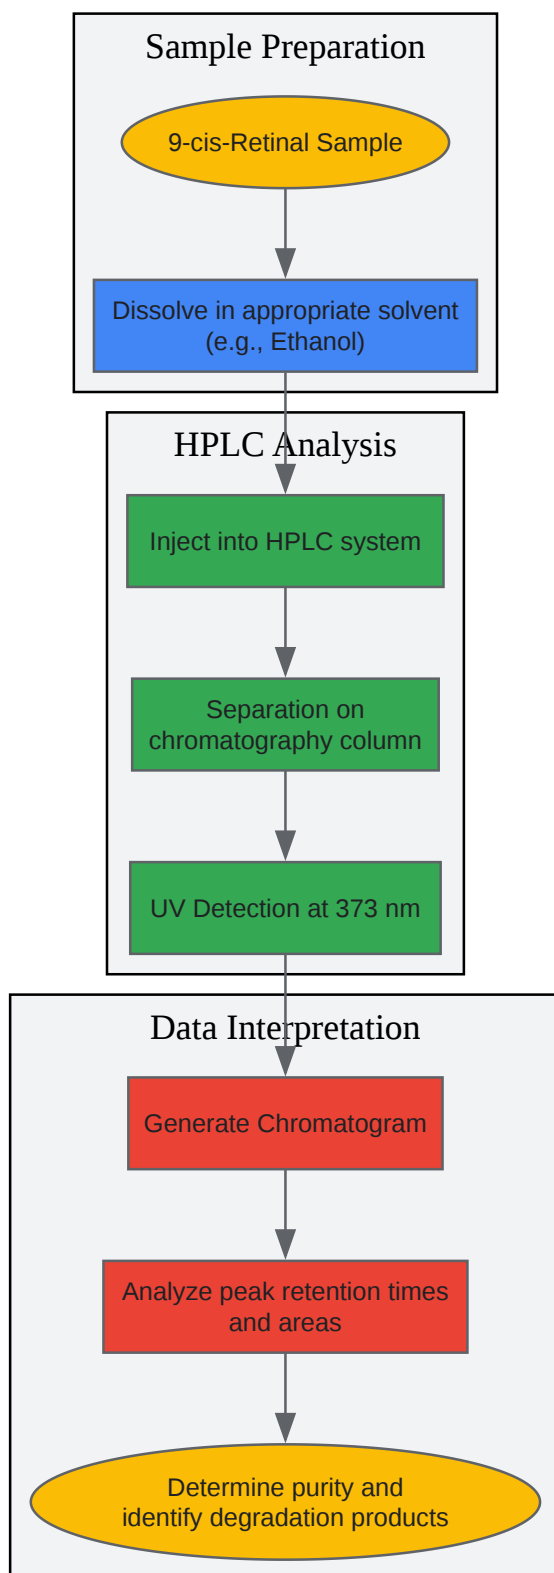 Sample Preparation
9-cis-Retinal Sample
Dissolve in appropriate solvent
(e.g., Ethanol)
HPLC Analysis
Inject into HPLC system
Separation on
chromatography column
UV Detection at 373 nm
Data Interpretation
Generate Chromatogram
Analyze peak retention times
and areas
Determine purity and
identify degradation products